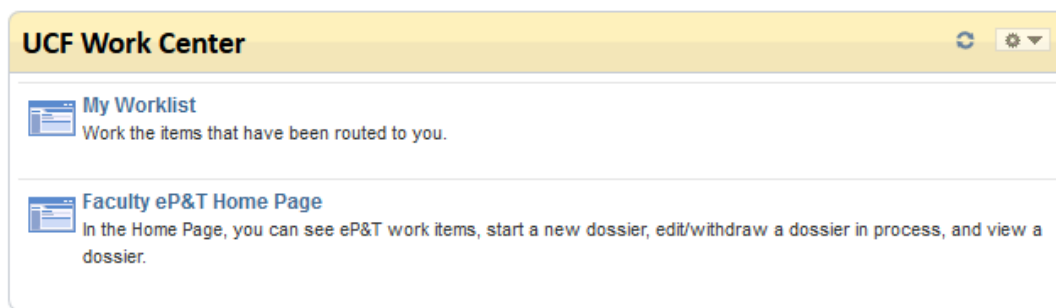 UCF Work Center
My Worklist
Work the items that have been routed to you.
Faculty eP&T Home Page
In the Home Page, you can see eP&T work items, start a new dossier, edit/withdraw a dossier in process, and view a
dossier.